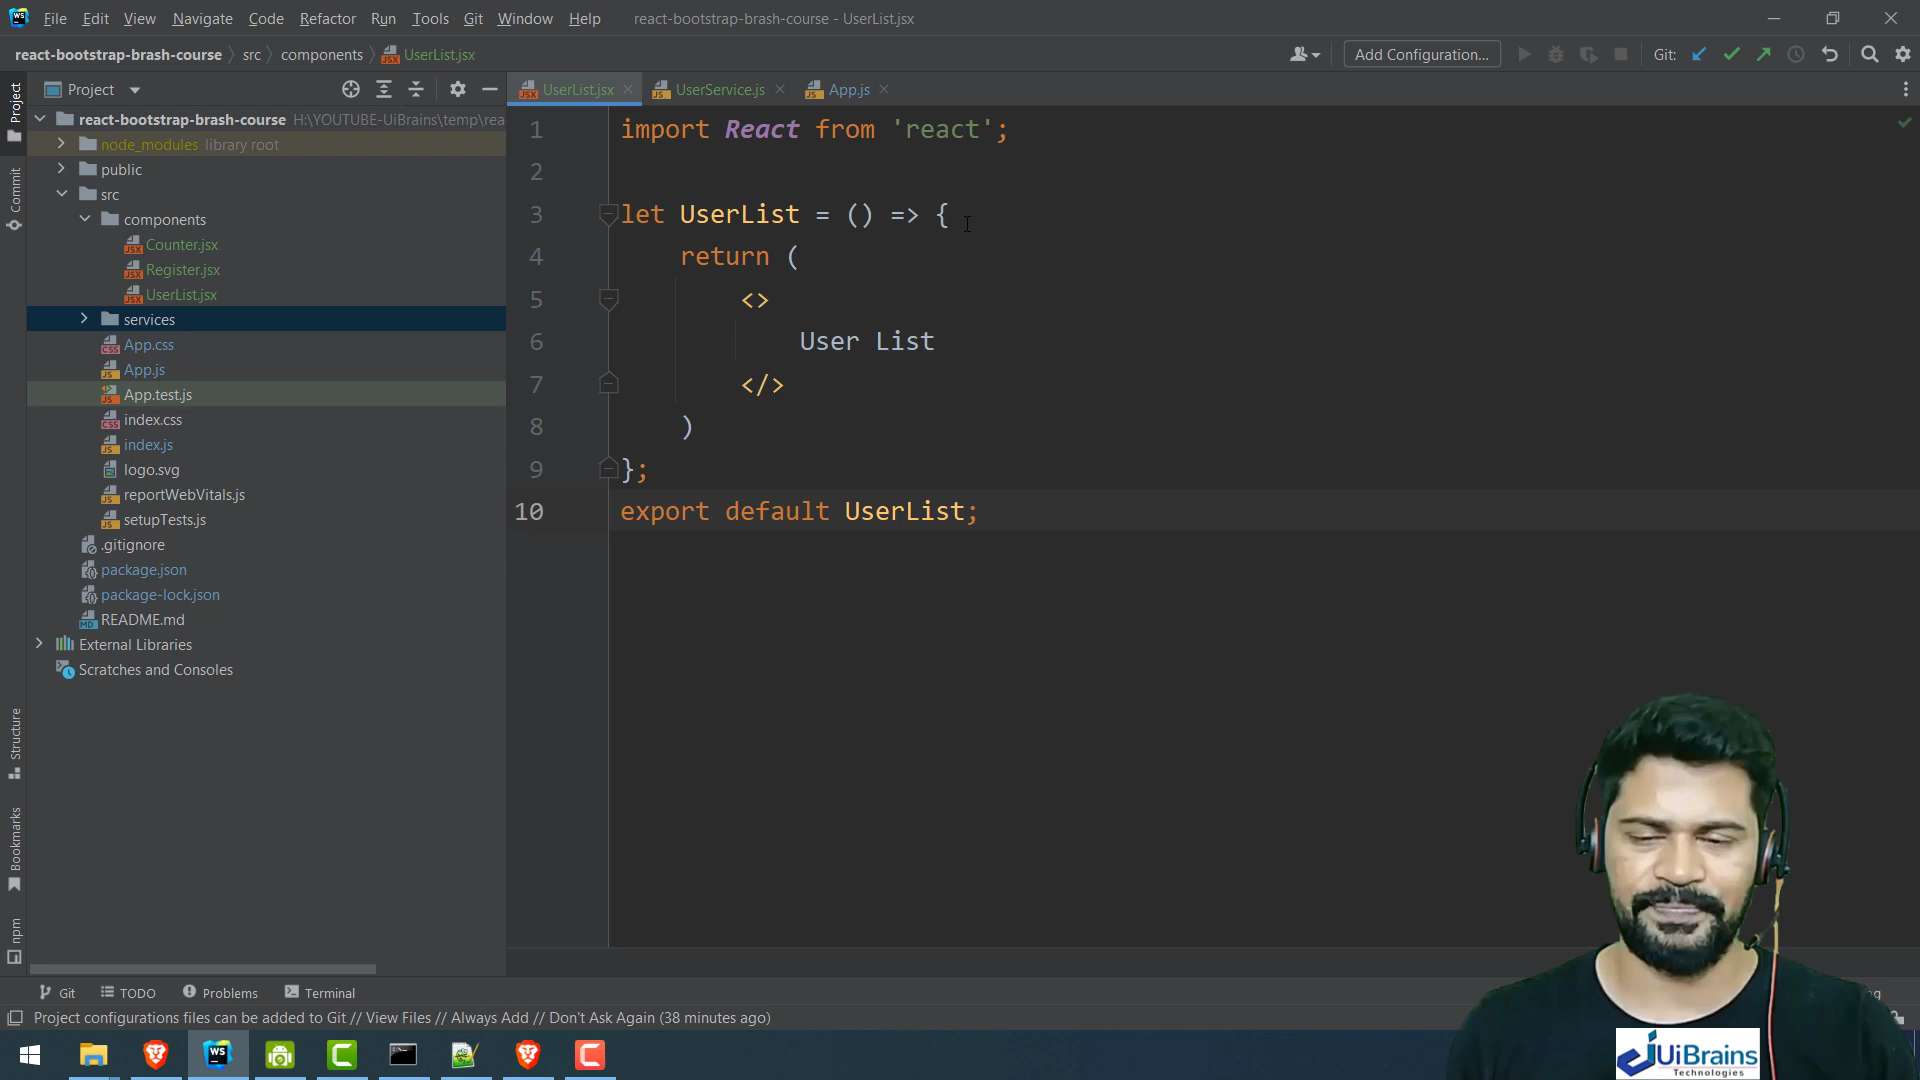 File Edit View Navigate Code Refactor Run Tools Git Window Help react-bootstrap-brash-course - UserList.jsx
react-bootstrap-brash-course src components UserList.jsx Add Configuration... Git:
Project
UserList.jsx UserService.js App.js
Project
Commit
Structure
Bookmarks
npm
react-bootstrap-brash-course H:\YOUTUBE-UiBrains\temp\rea
node_modules library root
public
src
components
Counter.jsx
Register.jsx
UserList.jsx
services
App.css
App.js
App.test.js
index.css
index.js
logo.svg
reportWebVitals.js
setupTests.js
.gitignore
package.json
package-lock.json
README.md
External Libraries
Scratches and Consoles
1 import React from 'react';
2
3 let UserList = () => {
4 return (
5 <>
6 User List
7 </>
8 )
9 };
10 export default UserList;
Git TODO Problems Terminal
Project configurations files can be added to Git // View Files // Always Add // Don't Ask Again (38 minutes ago)
UiBrains
Technologies